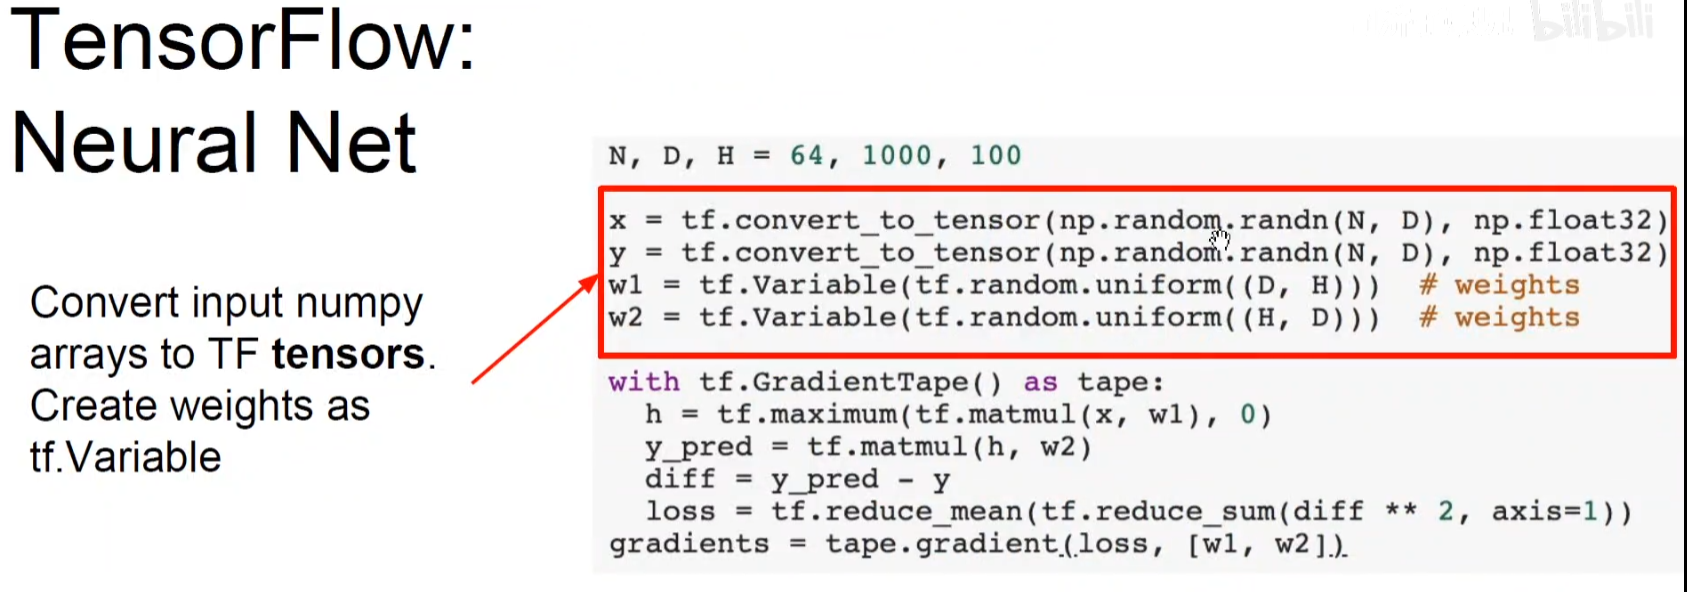 TensorFlow:
Neural Net
bilibili
N, D, H = 64, 1000, 100
x = tf.convert_to_tensor(np.random.randn(N, D), np.float32)
y = tf.convert_to_tensor(np.random.randn(N, D), np.float32)
w1 = tf.Variable(tf.random.uniform((D, H)))  # weights
w2 = tf.Variable(tf.random.uniform((H, D)))  # weights
Convert input numpy
arrays to TF tensors.
Create weights as
tf.Variable
with tf.GradientTape() as tape:
  h = tf.maximum(tf.matmul(x, w1), 0)
  y_pred = tf.matmul(h, w2)
  diff = y_pred - y
  loss = tf.reduce_mean(tf.reduce_sum(diff ** 2, axis=1))
gradients = tape.gradient(loss, [w1, w2])